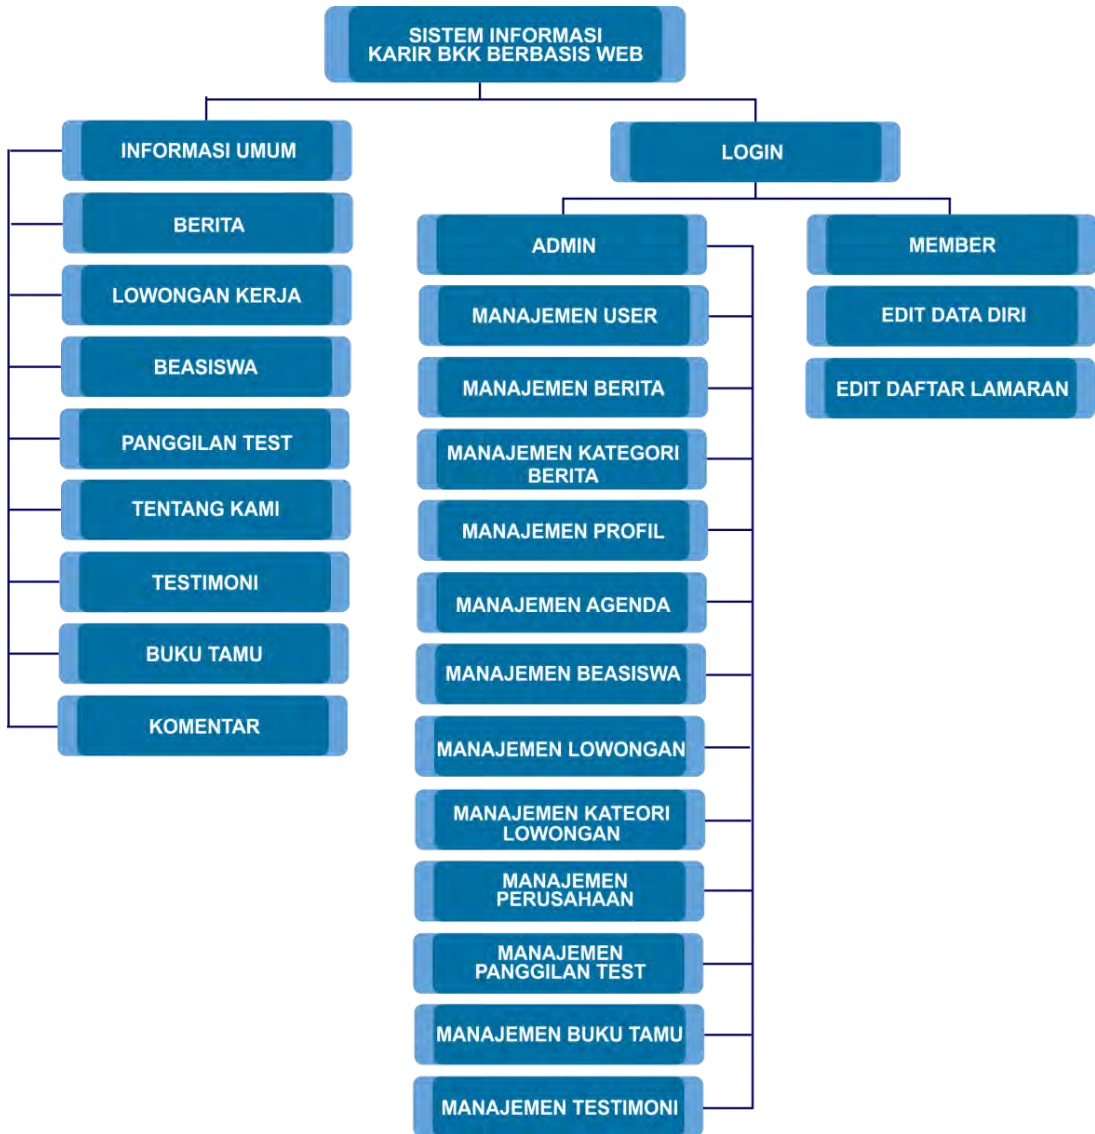 SISTEM INFORMASI
KARIR BKK BERBASIS WEB
INFORMASI UMUM
BERITA
LOWONGAN KERJA
BEASISWA
PANGGILAN TEST
TENTANG KAMI
TESTIMONI
BUKU TAMU
KOMENTAR
LOGIN
ADMIN
MANAJEMEN USER
MANAJEMEN BERITA
MANAJEMEN KATEGORI
BERITA
MANAJEMEN PROFIL
MANAJEMEN AGENDA
MANAJEMEN BEASISWA
MANAJEMEN LOWONGAN
MANAJEMEN KATEORI
LOWONGAN
MANAJEMEN
PERUSAHAAN
MANAJEMEN
PANGGILAN TEST
MANAJEMEN BUKU TAMU
MANAJEMEN TESTIMONI
MEMBER
EDIT DATA DIRI
EDIT DAFTAR LAMARAN